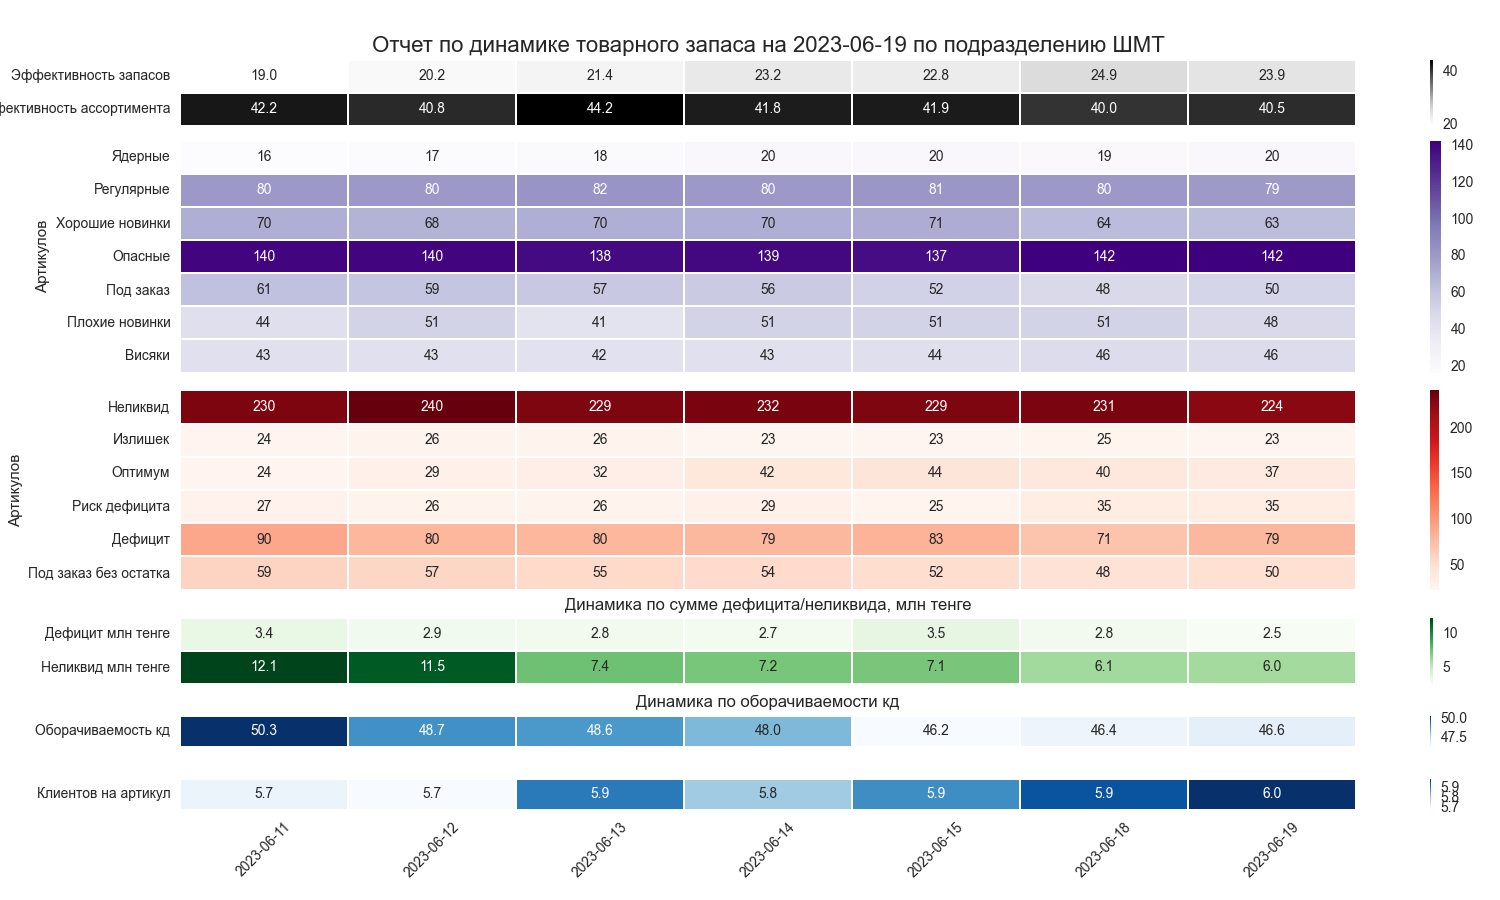 Отчет по динамике товарного запаса на 2023-06-19 по подразделению ШМТ
Эффективность запасов 19.0 20.2 21.4 23.2 22.8 24.9 23.9
фективность ассортимента 42.2 40.8 44.2 41.8 41.9 40.0 40.5
40
20
Артикулов
Ядерные 16 17 18 20 20 19 20
Регулярные 80 80 82 80 81 80 79
Хорошие новинки 70 68 70 70 71 64 63
Опасные 140 140 138 139 137 142 142
Под заказ 61 59 57 56 52 48 50
Плохие новинки 44 51 41 51 51 51 48
Висяки 43 43 42 43 44 46 46
140
120
100
80
60
40
20
Артикулов
Неликвид 230 240 229 232 229 231 224
Излишек 24 26 26 23 23 25 23
Оптимум 24 29 32 42 44 40 37
Риск дефицита 27 26 26 29 25 35 35
Дефицит 90 80 80 79 83 71 79
Под заказ без остатка 59 57 55 54 52 48 50
200
150
100
50
Динамика по сумме дефицита/неликвида, млн тенге
Дефицит млн тенге 3.4 2.9 2.8 2.7 3.5 2.8 2.5
Неликвид млн тенге 12.1 11.5 7.4 7.2 7.1 6.1 6.0
10
5
Динамика по оборачиваемости кд
Оборачиваемость кд 50.3 48.7 48.6 48.0 46.2 46.4 46.6
50.0
47.5
Клиентов на артикул 5.7 5.7 5.9 5.8 5.9 5.9 6.0
5.9
5.8
5.7
2023-06-11 2023-06-12 2023-06-13 2023-06-14 2023-06-15 2023-06-18 2023-06-19